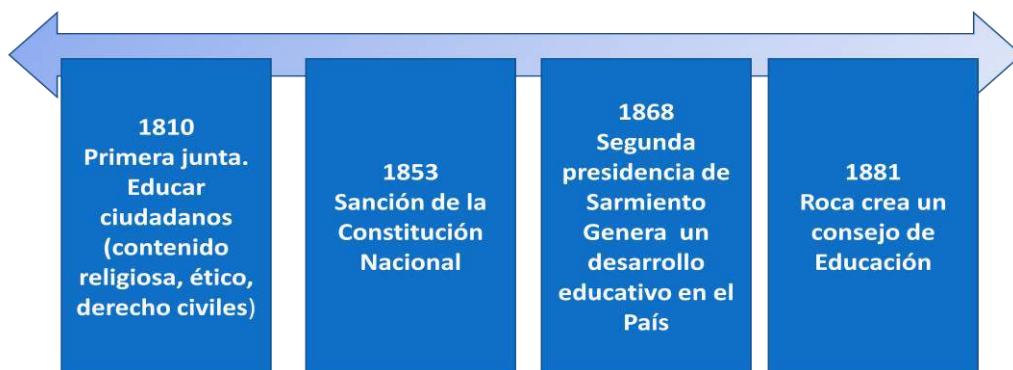 1810
Primera junta.
Educar
ciudadanos
(contenido
religiosa, ético,
derecho civiles)
1853
Sanción de la
Constitución
Nacional
1868
Segunda
presidencia de
Sarmiento
Genera un
desarrollo
educativo en el
País
1881
Roca crea un
consejo de
Educación